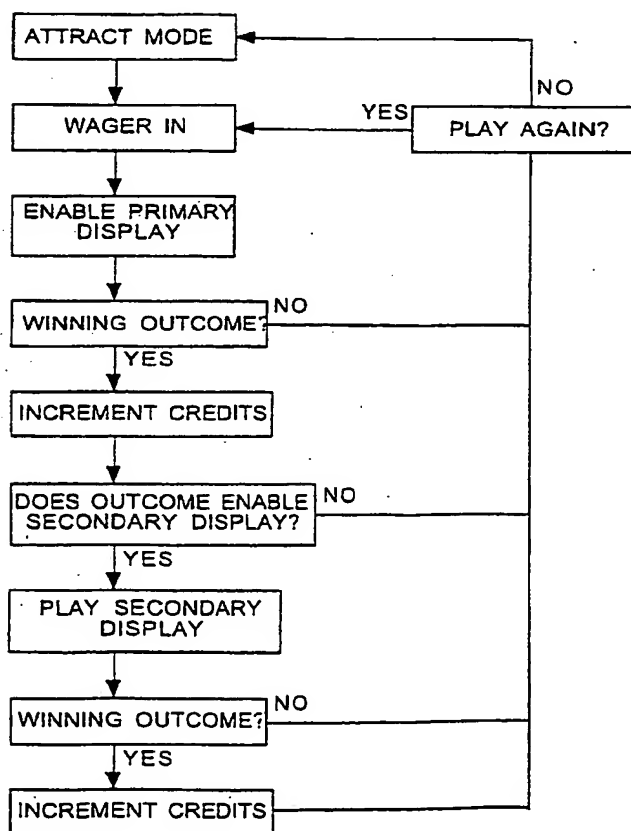 ATTRACT MODE
NO
WAGER IN
YES
PLAY AGAIN?
ENABLE PRIMARY
DISPLAY
WINNING OUTCOME?
NO
YES
INCREMENT CREDITS
DOES OUTCOME ENABLE
SECONDARY DISPLAY?
NO
YES
PLAY SECONDARY
DISPLAY
WINNING OUTCOME?
NO
YES
INCREMENT CREDITS